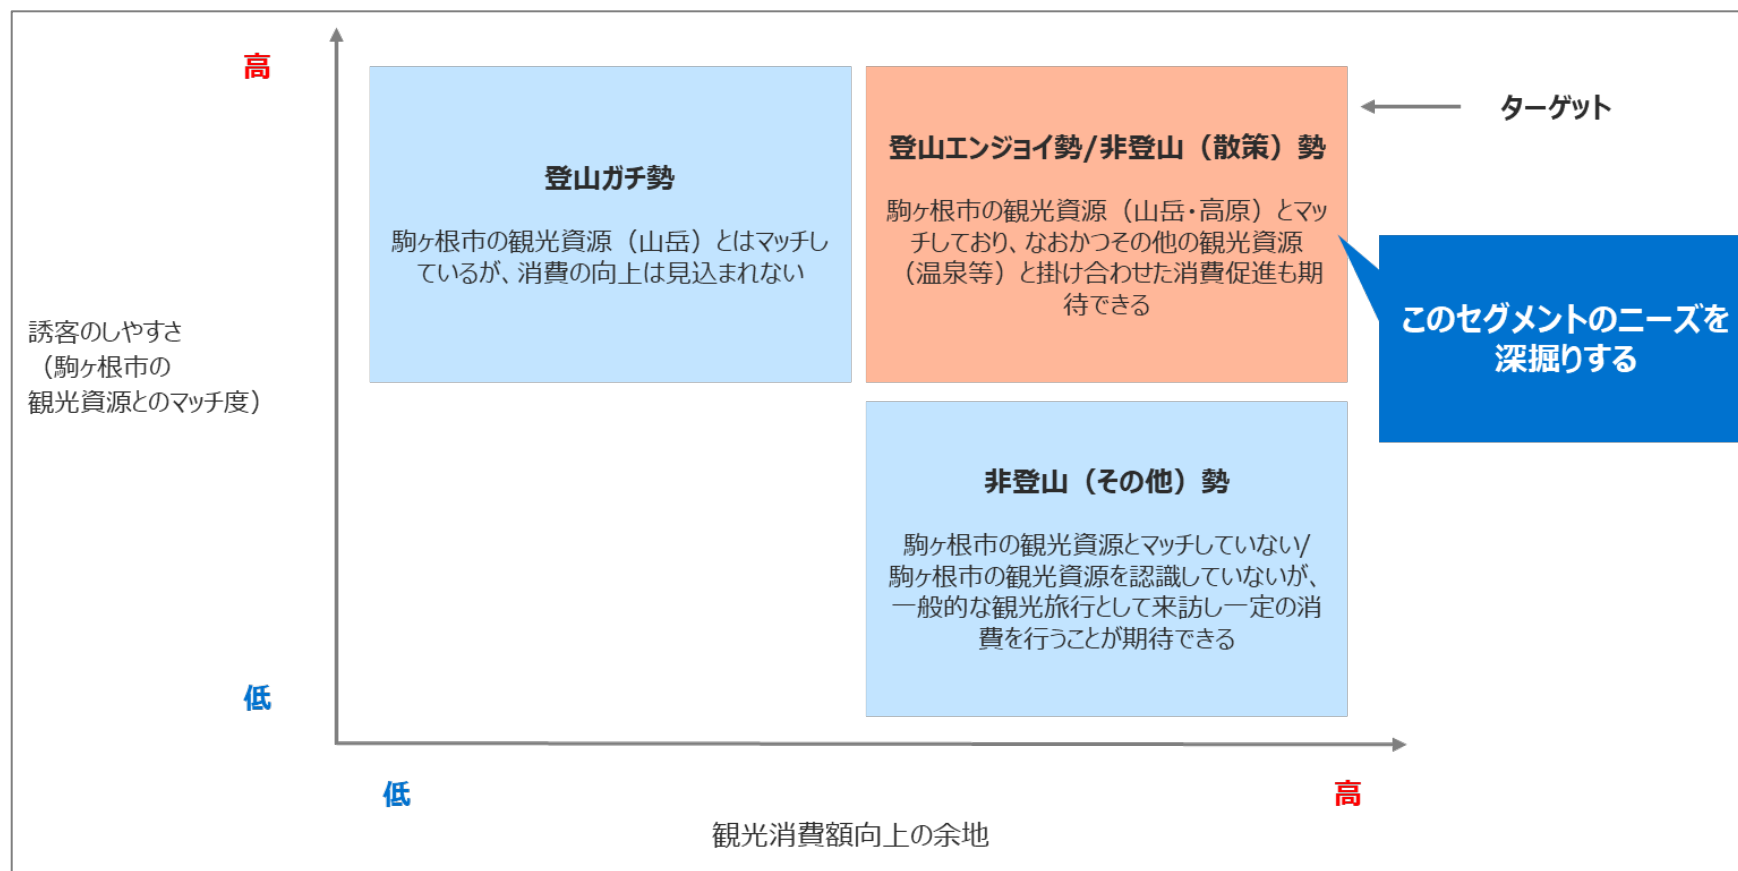 高
ターゲット
登山ガチ勢
駒ヶ根市の観光資源（山岳）とはマッチし
ているが、消費の向上は見込まれない
登山エンジョイ勢/非登山（散策）勢
駒ヶ根市の観光資源（山岳・高原）とマッ
チしており、なおかつその他の観光資源
（温泉等）と掛け合わせた消費促進も期
待できる
このセグメントのニーズを
深掘りする
誘客のしやすさ
（駒ヶ根市の
観光資源とのマッチ度）
非登山（その他）勢
駒ヶ根市の観光資源とマッチしていない/
駒ヶ根市の観光資源を認識していないが、
一般的な観光旅行として来訪し一定の消
費を行うことが期待できる
低
低
高
観光消費額向上の余地